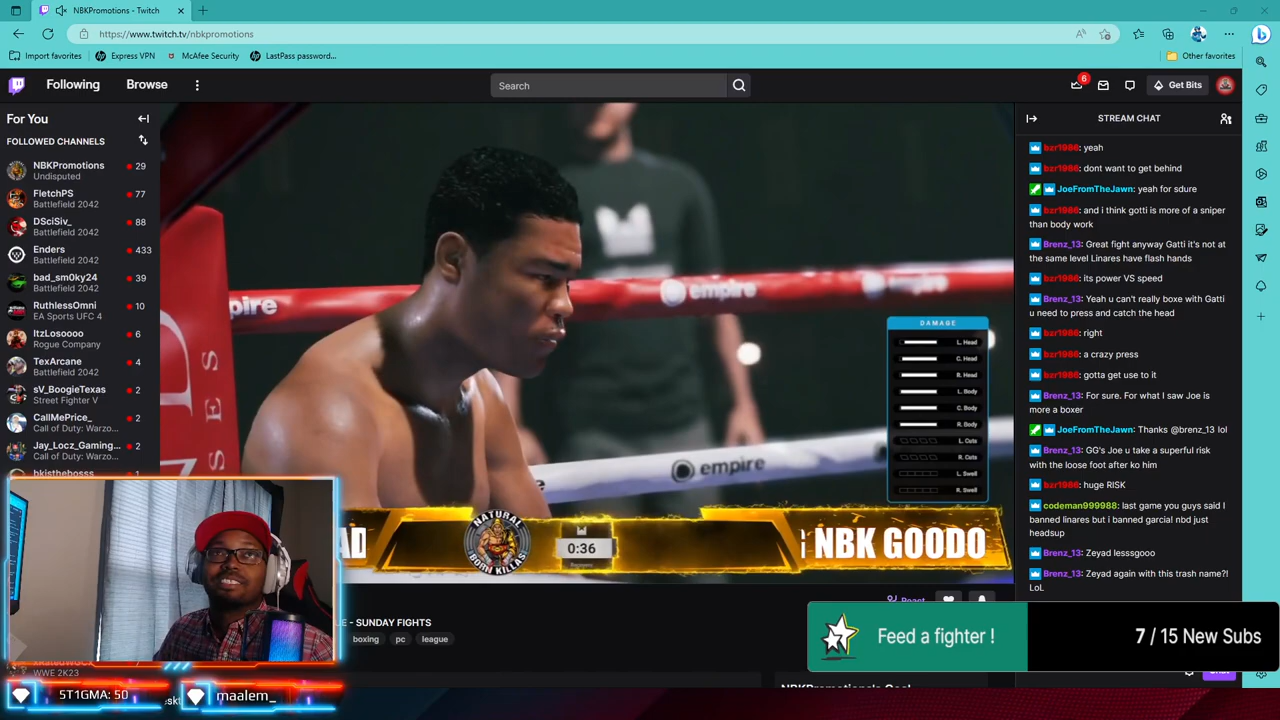 NBKPromotions - Twitch
https://www.twitch.tv/nbkpromotions
Import favorites
Express VPN
McAfee Security
LastPass password...
Other favorites
Following
Browse
Search
6
Get Bits
For You
FOLLOWED CHANNELS
NBKPromotions
29
Undisputed
FletchPS
77
Battlefield 2042
DSciSiv_
88
Battlefield 2042
Enders
433
Battlefield 2042
bad_sm0ky24
39
Battlefield 2042
RuthlessOmni
10
EA Sports UFC 4
ItzLosoooo
6
Rogue Company
TexArcane
4
Battlefield 2042
sV_BoogieTexas
2
Street Fighter V
CallMePrice_
2
Call of Duty: Warzo...
Jay_Locz_Gaming...
2
Call of Duty: Warzo...
bkisthebosss
1
WWE 2K23
5T1GMA: 50
maalem_
empire
empire
empire
empire
DAMAGE
L. Head
C. Head
R. Head
L. Body
C. Body
R. Body
L. Cuts
R. Cuts
L. Swell
R. Swell
AD
NATURAL
BORN KILLAS
0:36
NBK GOODO
React
E - SUNDAY FIGHTS
boxing
pc
league
STREAM CHAT
bzr1986: yeah
bzr1986: dont want to get behind
JoeFromTheJawn: yeah for sdure
bzr1986: and i think gotti is more of a sniper
than body work
Brenz_13: Great fight anyway Gatti it's not at
the same level Linares have flash hands
bzr1986: its power VS speed
Brenz_13: Yeah u can't really boxe with Gatti
u need to press and catch the head
bzr1986: right
bzr1986: a crazy press
bzr1986: gotta get use to it
Brenz_13: For sure. For what I saw Joe is
more a boxer
JoeFromTheJawn: Thanks @brenz_13 lol
Brenz_13: GG's Joe u take a superful risk
with the loose foot after ko him
bzr1986: huge RISK
codeman999988: last game you guys said I
banned linares but i banned garcial nbd just
headsup
Brenz_13: Zeyad lesssgooo
Brenz_13: Zeyad again with this trash name?!
LoL
Feed a fighter !
7 / 15 New Subs